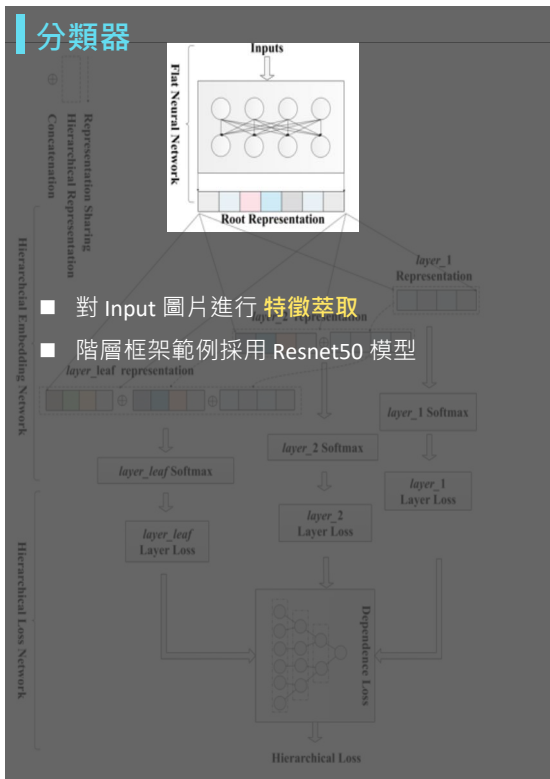 分類器
Inputs
Flat Neural Network
Root Representation
Concatenation
Hierarchical Representation
Representation Sharing
layer_1
Representation
■ 對 Input 圖片進行 特徵萃取
layer_2 representation
■ 階層框架範例採用 Resnet50 模型
layer_leaf representation
Hierarchcial Embedding Network
layer_1 Softmax
layer_2 Softmax
layer_leaf Softmax
layer_1
Layer Loss
layer_2
Layer Loss
layer_leaf
Layer Loss
Hierarchical Loss Network
Dependence Loss
Hierarchical Loss